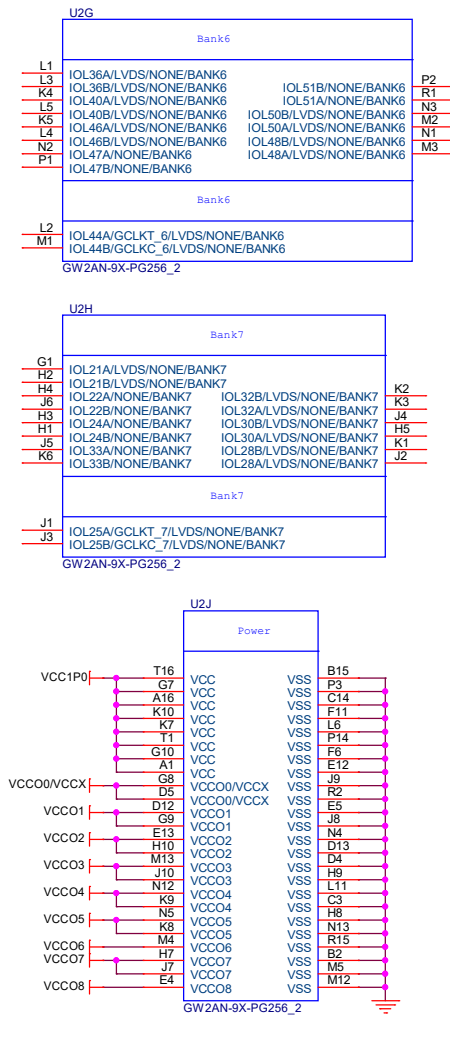 U2G
Bank6
L1 IOL36A/LVDS/NONE/BANK6
L3 IOL36B/LVDS/NONE/BANK6 IOL51B/NONE/BANK6 P2
K4 IOL40A/LVDS/NONE/BANK6 IOL51A/NONE/BANK6 R1
L5 IOL40B/LVDS/NONE/BANK6 IOL50B/LVDS/NONE/BANK6 N3
K5 IOL46A/LVDS/NONE/BANK6 IOL50A/LVDS/NONE/BANK6 M2
L4 IOL46B/LVDS/NONE/BANK6 IOL48B/LVDS/NONE/BANK6 N1
N2 IOL47A/NONE/BANK6 IOL48A/LVDS/NONE/BANK6 M3
P1 IOL47B/NONE/BANK6
Bank6
L2 IOL44A/GCLKT_6/LVDS/NONE/BANK6
M1 IOL44B/GCLKC_6/LVDS/NONE/BANK6
GW2AN-9X-PG256_2
U2H
Bank7
G1 IOL21A/LVDS/NONE/BANK7
H2 IOL21B/LVDS/NONE/BANK7
H4 IOL22A/NONE/BANK7 IOL32B/LVDS/NONE/BANK7 K2
J6 IOL22B/NONE/BANK7 IOL32A/LVDS/NONE/BANK7 K3
H3 IOL24A/NONE/BANK7 IOL30B/LVDS/NONE/BANK7 J4
H1 IOL24B/NONE/BANK7 IOL30A/LVDS/NONE/BANK7 H5
J5 IOL33A/NONE/BANK7 IOL28B/LVDS/NONE/BANK7 K1
K6 IOL33B/NONE/BANK7 IOL28A/LVDS/NONE/BANK7 J2
Bank7
J1 IOL25A/GCLKT_7/LVDS/NONE/BANK7
J3 IOL25B/GCLKC_7/LVDS/NONE/BANK7
GW2AN-9X-PG256_2
U2J
Power
VCC1P0 T16 VCC VSS B15
G7 VCC VSS P3
A16 VCC VSS C14
K10 VCC VSS F11
K7 VCC VSS L6
T1 VCC VSS P14
G10 VCC VSS F6
A1 VCC VSS E12
VCCO0/VCCX G8 VCCO0/VCCX VSS J9
D5 VCCO0/VCCX VSS R2
VCCO1 D12 VCCO1 VSS E5
G9 VCCO1 VSS J8
VCCO2 E13 VCCO2 VSS N4
H10 VCCO2 VSS D13
VCCO3 M13 VCCO3 VSS D4
J10 VCCO3 VSS H9
VCCO4 N12 VCCO4 VSS L11
K9 VCCO4 VSS C3
VCCO5 N5 VCCO5 VSS H8
K8 VCCO5 VSS N13
VCCO6 M4 VCCO6 VSS R15
VCCO7 H7 VCCO7 VSS B2
J7 VCCO7 VSS M5
VCCO8 E4 VCCO8 VSS M12
GW2AN-9X-PG256_2